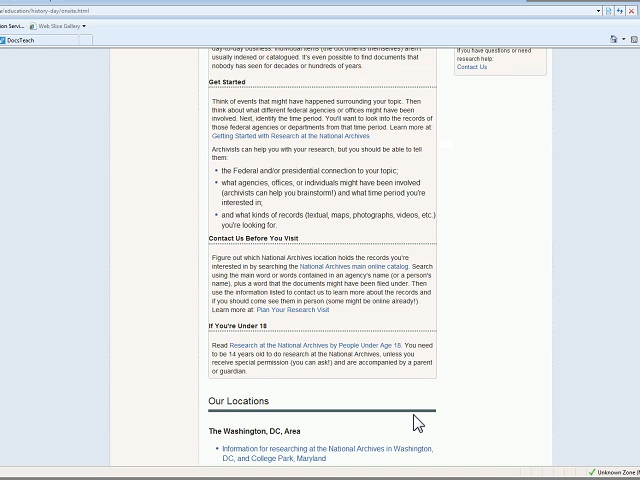 w/education/history-day/onsite.html
ion Servi...
Web Slice Gallery
DocsTeach
day-to-day business. Individual items (the documents themselves) aren't
usually indexed or catalogued. It's even possible to find documents that
nobody has seen for decades or hundreds of years.
If you have questions or need
research help:
Contact Us
Get Started
Think of events that might have happened surrounding your topic. Then
think about what different federal agencies or offices might have been
involved. Next, identify the time period. You'll want to look into the records of
those federal agencies or departments from that time period. Learn more at
Getting Started with Research at the National Archives
Archivists can help you with your research, but you should be able to tell
them:
• the Federal and/or presidential connection to your topic;
• what agencies, offices, or individuals might have been involved
(archivists can help you brainstorm!) and what time period you're
interested in;
• and what kinds of records (textual, maps, photographs, videos, etc.)
you're looking for.
Contact Us Before You Visit
Figure out which National Archives location holds the records you're
interested in by searching the National Archives main online catalog. Search
using the main word or words contained in an agency's name (or a person's
name), plus a word that the documents might have been filed under. Then
use the information listed to contact us to learn more about the records and
if you should come see them in person (some might be online already!).
Learn more at: Plan Your Research Visit
If You're Under 18
Read Research at the National Archives by People Under Age 18. You need
to be 14 years old to do research at the National Archives, unless you
receive special permission (you can ask!) and are accompanied by a parent
or guardian.
Our Locations
The Washington, DC, Area
• Information for researching at the National Archives in Washington,
DC, and College Park, Maryland
Unknown Zone (M